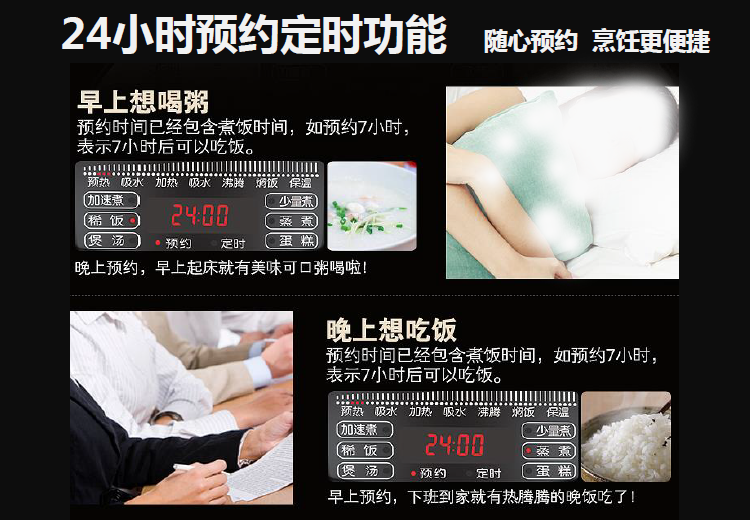 24小时预约定时功能 随心预约 烹饪更便捷
早上想喝粥
预约时间已经包含煮饭时间，如预约7小时，
表示7小时后可以吃饭。
预热 吸水 加热 吸水 沸腾 焖饭 保温
加速煮 少量煮
稀饭 24:00 蒸煮
煲汤 预约 定时 蛋糕
晚上预约，早上起床就有美味可口粥喝啦!
晚上想吃饭
预约时间已经包含煮饭时间，如预约7小时，
表示7小时后可以吃饭。
预热 吸水 加热 吸水 沸腾 焖饭 保温
加速煮 少量煮
稀饭 24:00 蒸煮
煲汤 预约 定时 蛋糕
早上预约，下班到家就有热腾腾的晚饭吃了!